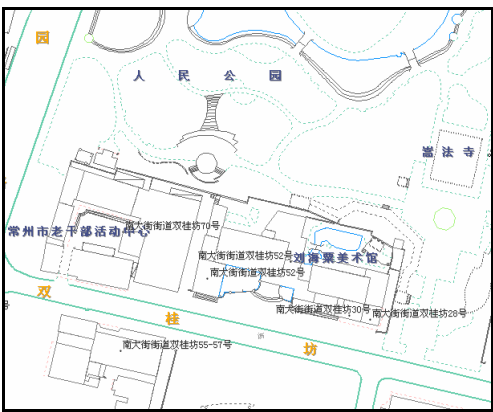 园
人民公园
嵩法寺
南大街街道双桂坊70号
常州市老干部活动中心
南大街街道双桂坊52号
刘海粟美术馆
南大街街道双桂坊52号
双
南大街街道双桂坊30号
南大街街道双桂坊28号
号
桂
坊
南大街街道双桂坊55-57号